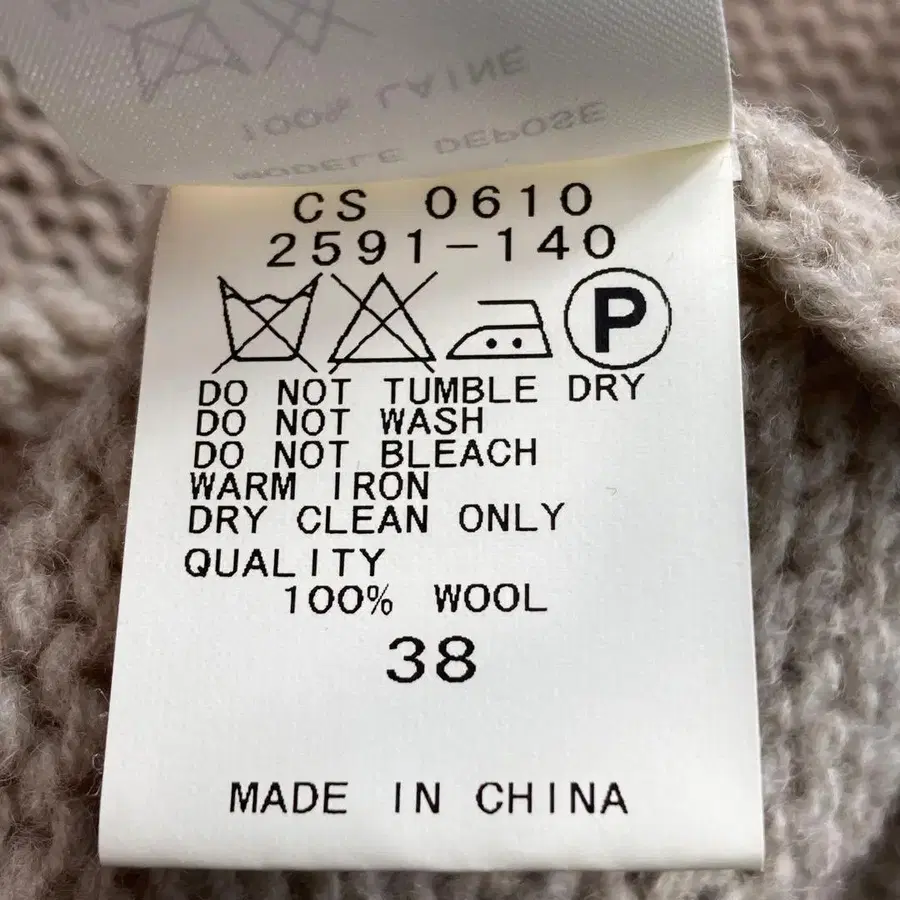 100% LAINE
MODELE DEPOSE
CS 0610
2591-140
P
DO NOT TUMBLE DRY
DO NOT WASH
DO NOT BLEACH
WARM IRON
DRY CLEAN ONLY
QUALITY
100% WOOL
38
MADE IN CHINA